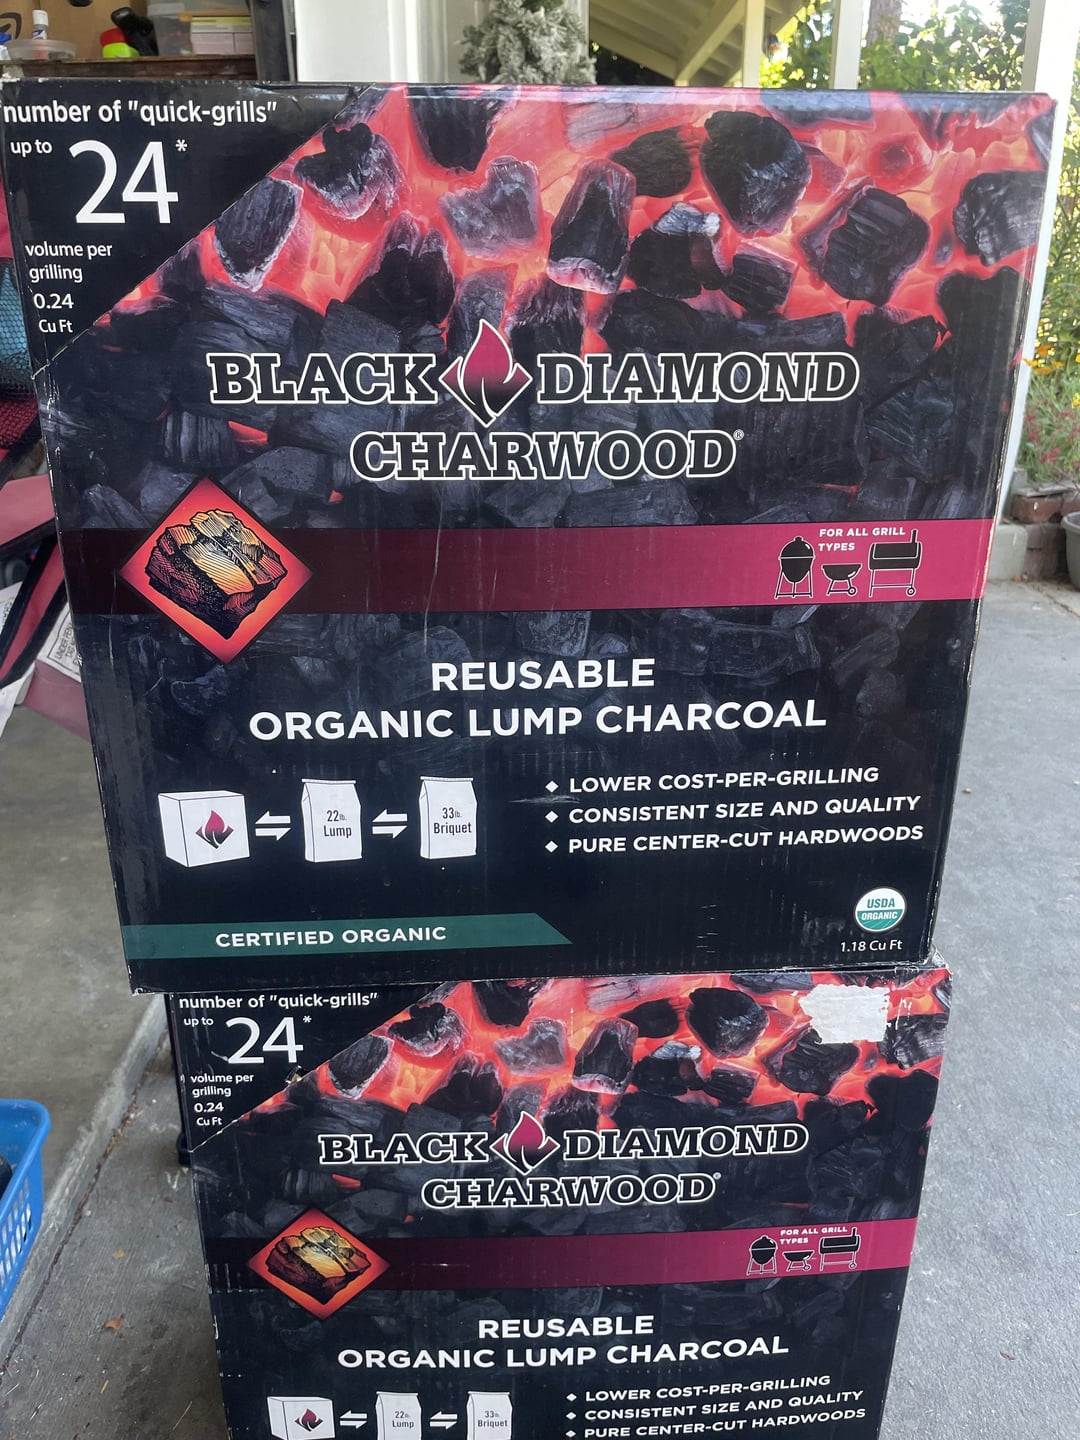 number of "quick-grills"
up to 24*
volume per
grilling
0.24
Cu Ft
BLACK DIAMOND
CHARWOOD®
FOR ALL GRILL
TYPES
REUSABLE
ORGANIC LUMP CHARCOAL
22lb.
Lump
33lb.
Briquet
◆ LOWER COST-PER-GRILLING
◆ CONSISTENT SIZE AND QUALITY
◆ PURE CENTER-CUT HARDWOODS
CERTIFIED ORGANIC
USDA
ORGANIC
1.18 Cu Ft
number of "quick-grills"
up to 24*
volume per
grilling
0.24
Cu Ft
BLACK DIAMOND
CHARWOOD®
FOR ALL GRILL
TYPES
REUSABLE
ORGANIC LUMP CHARCOAL
22lb.
Lump
33lb.
Briquet
◆ LOWER COST-PER-GRILLING
◆ CONSISTENT SIZE AND QUALITY
◆ PURE CENTER-CUT HARDWOODS